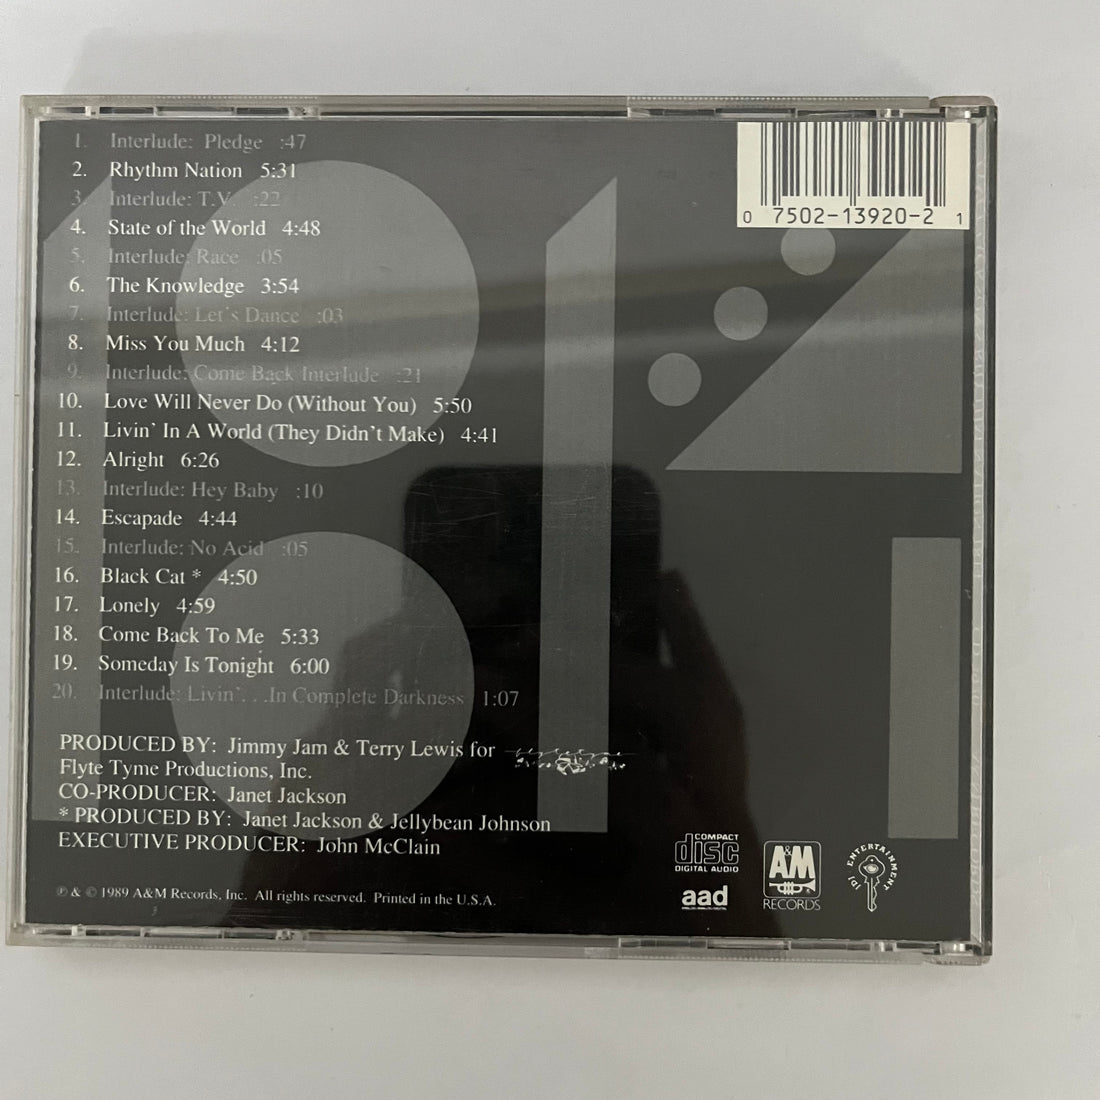 1. Interlude: Pledge :47
2. Rhythm Nation 5:31
3. Interlude: T.V. :22
4. State of the World 4:48
5. Interlude: Race :05
6. The Knowledge 3:54
7. Interlude: Let's Dance :03
8. Miss You Much 4:12
9. Interlude: Come Back Interlude :21
10. Love Will Never Do (Without You) 5:50
11. Livin' In A World (They Didn't Make) 4:41
12. Alright 6:26
13. Interlude: Hey Baby :10
14. Escapade 4:44
15. Interlude: No Acid :05
16. Black Cat * 4:50
17. Lonely 4:59
18. Come Back To Me 5:33
19. Someday Is Tonight 6:00
20. Interlude: Livin'. . .In Complete Darkness 1:07
PRODUCED BY: Jimmy Jam & Terry Lewis for
Flyte Tyme Productions, Inc.
CO-PRODUCER: Janet Jackson
* PRODUCED BY: Janet Jackson & Jellybean Johnson
EXECUTIVE PRODUCER: John McClain
℗ & © 1989 A&M Records, Inc. All rights reserved. Printed in the U.S.A.
0 7502-13920-2 1
1814
COMPACT
disc
DIGITAL AUDIO
aad
A&M
RECORDS
JDJ ENTERTAINMENT